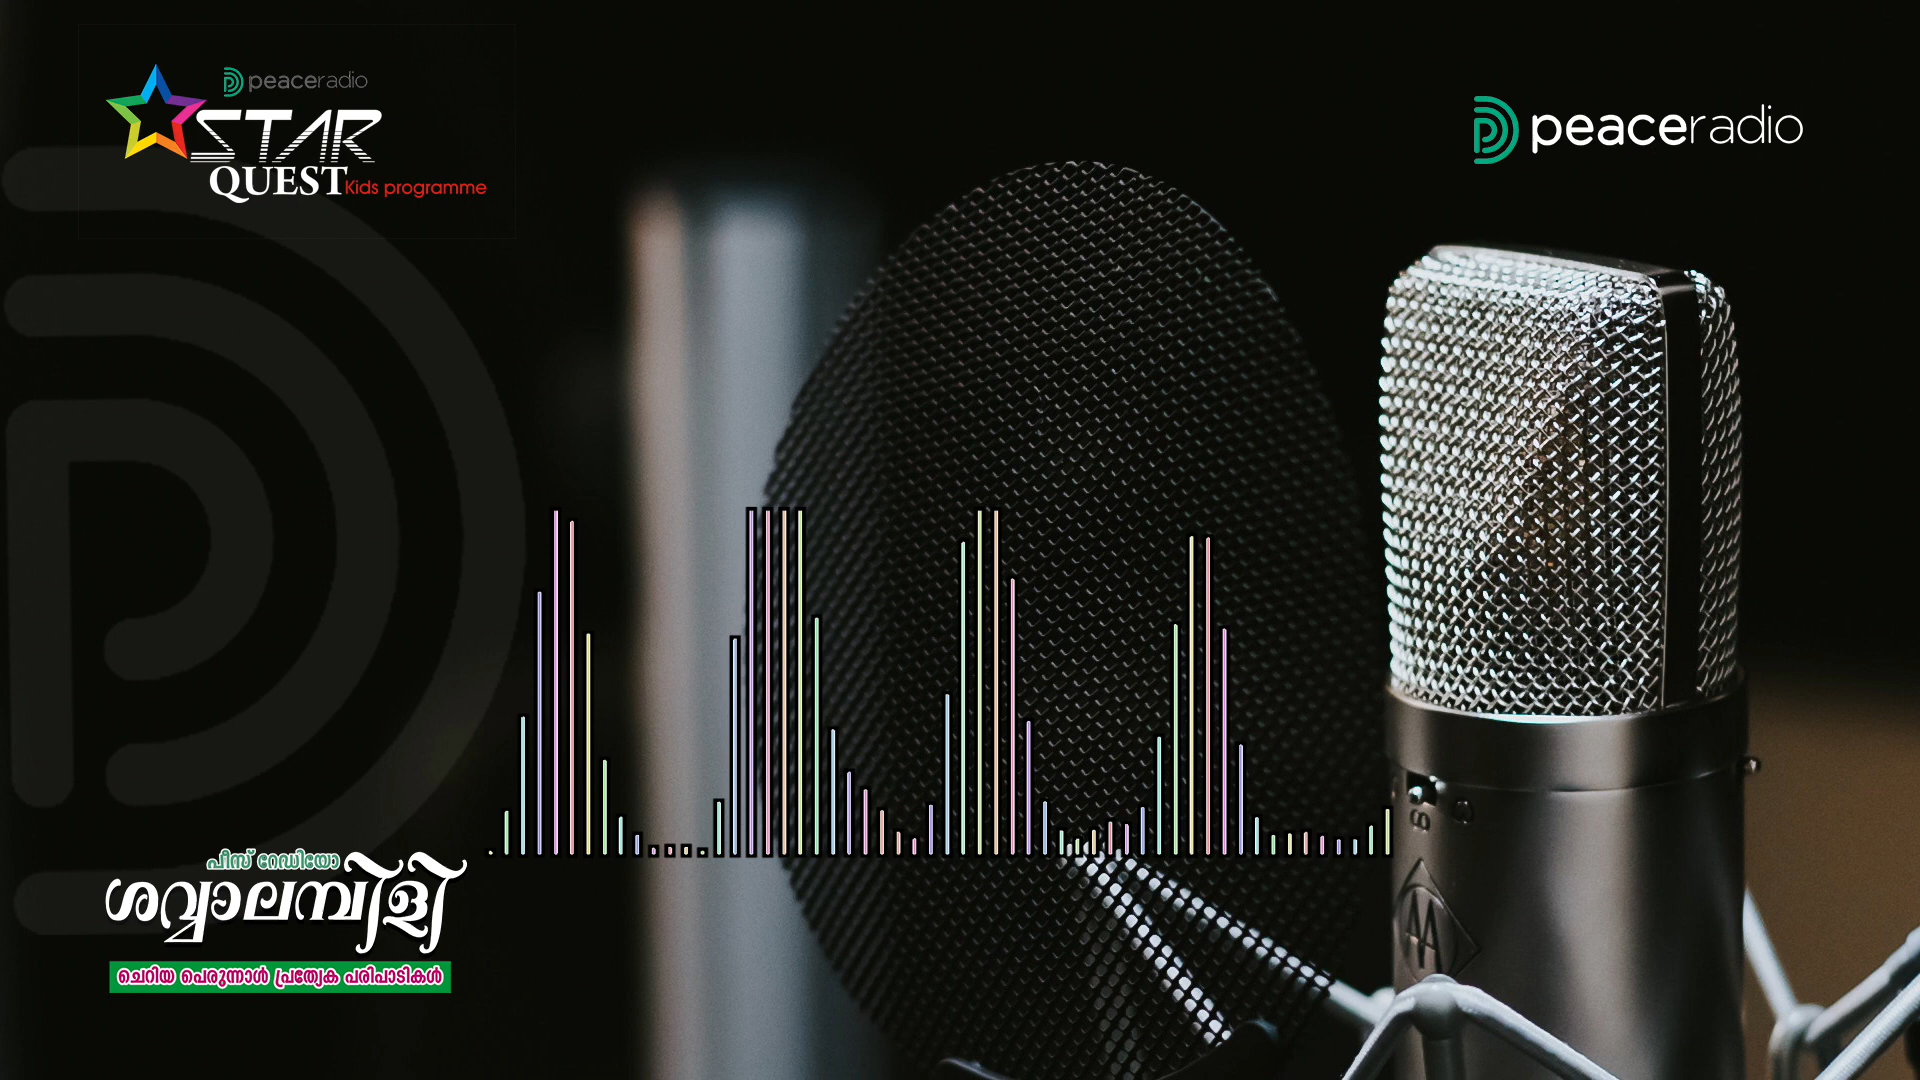 peaceradio
STAR
QUEST Kids programme
peaceradio
പീസ് റേഡിയോ
ശവ്വാലമ്പിളി
ചെറിയ പെരുന്നാൾ പ്രത്യേക പരിപാടികൾ